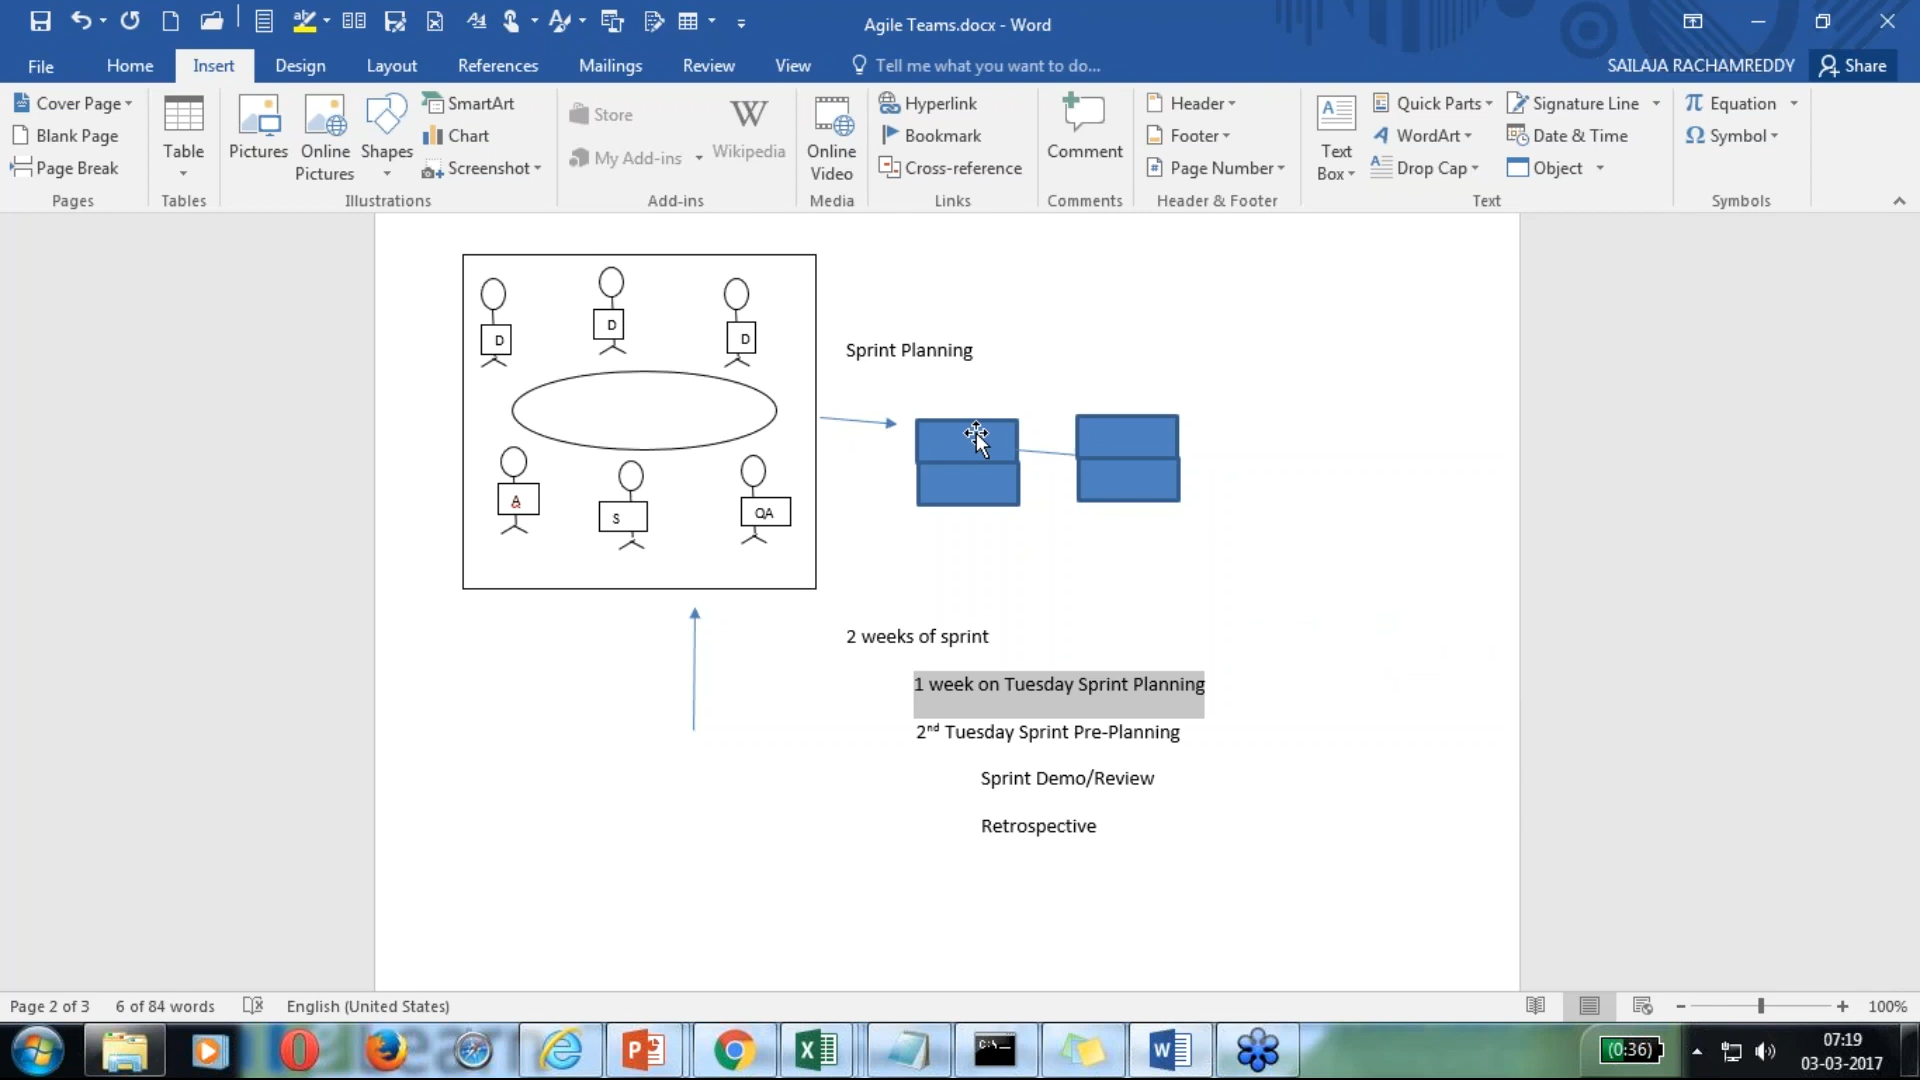 Agile Teams.docx - Word
File Home Insert Design Layout References Mailings Review View Tell me what you want to do... SAILAJA RACHAMREDDY Share
Cover Page
Blank Page
Page Break
Pages
Table
Tables
Pictures
Online Pictures
Shapes
SmartArt
Chart
Screenshot
Illustrations
Store
My Add-ins
Wikipedia
Add-ins
Online Video
Media
Hyperlink
Bookmark
Cross-reference
Links
Comment
Comments
Header
Footer
Page Number
Header & Footer
Text Box
Quick Parts
WordArt
Drop Cap
Signature Line
Date & Time
Object
Text
Equation
Symbol
Symbols
D D D
Sprint Planning
A S QA
2 weeks of sprint
1 week on Tuesday Sprint Planning
2nd Tuesday Sprint Pre-Planning
Sprint Demo/Review
Retrospective
Page 2 of 3 6 of 84 words English (United States) 100%
(0:36)
07:19
03-03-2017